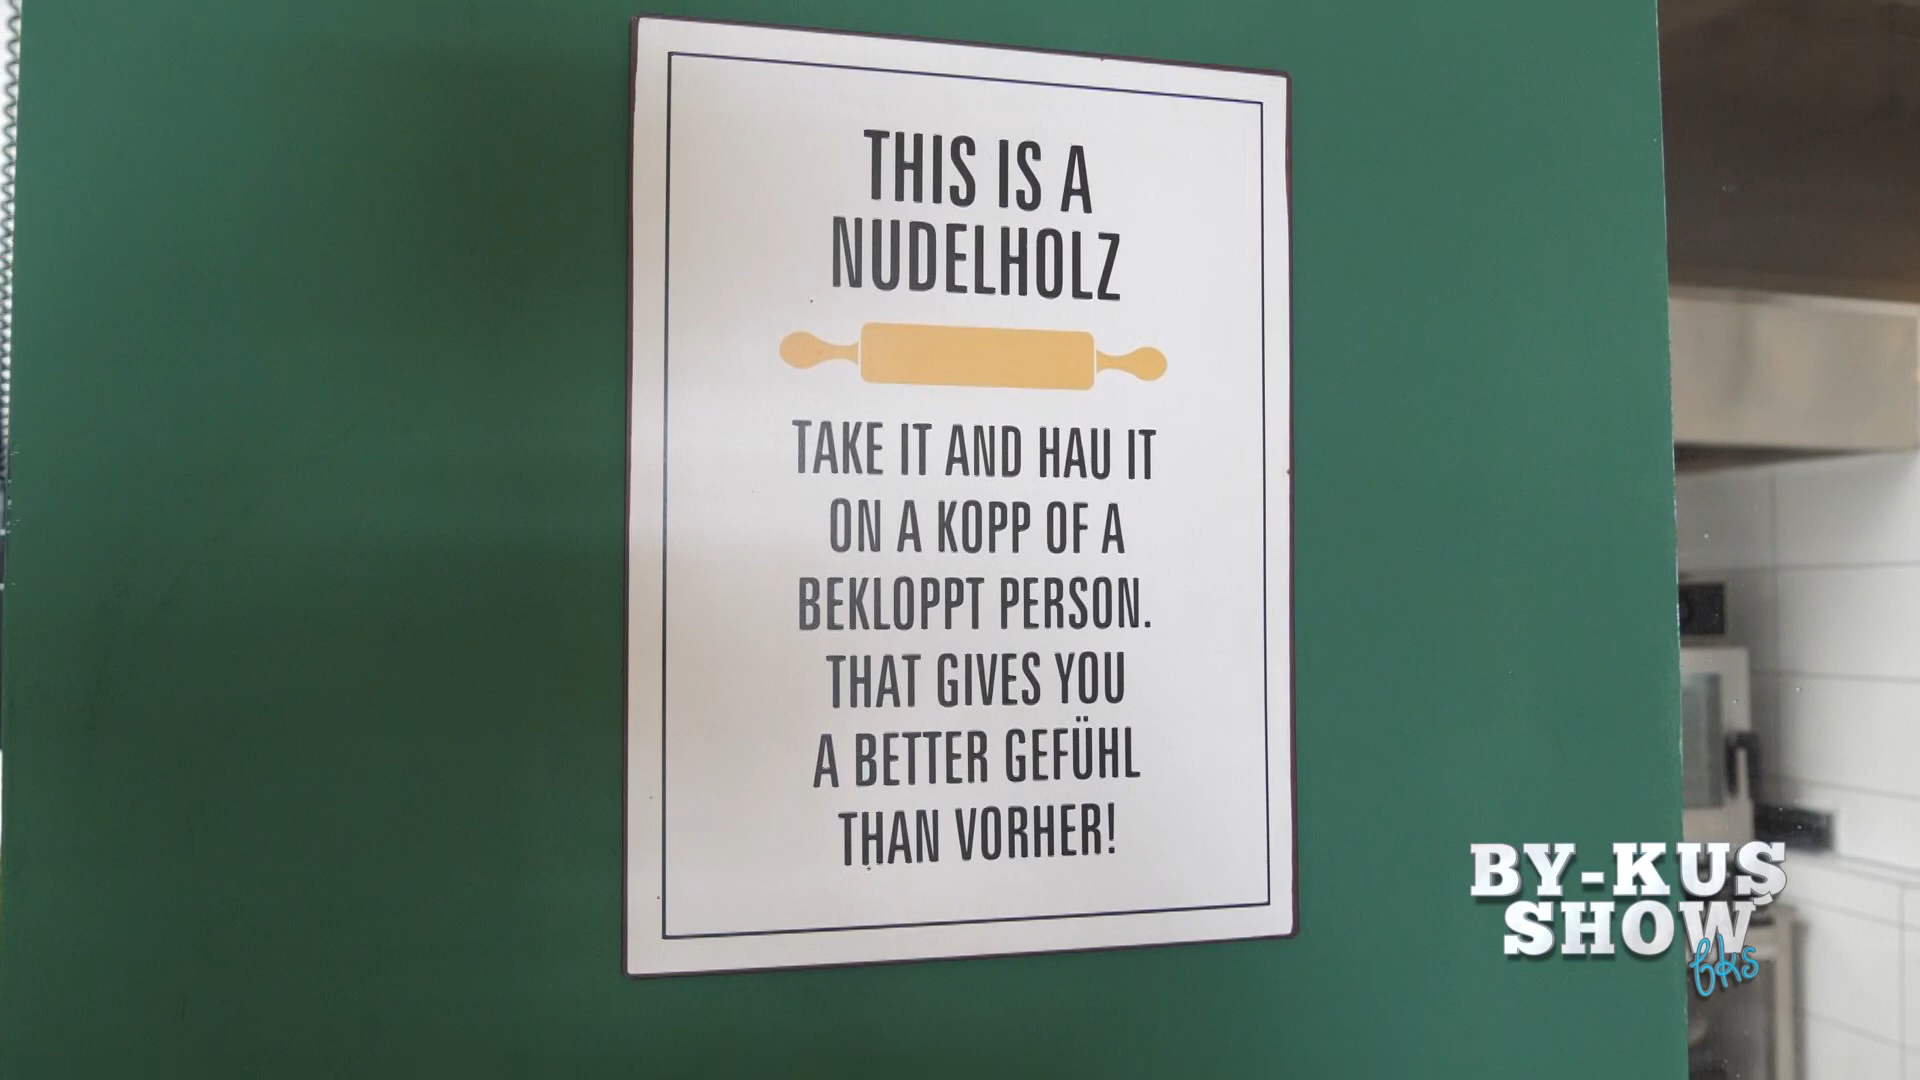 THIS IS A
NUDELHOLZ
TAKE IT AND HAU IT
ON A KOPP OF A
BEKLOPPT PERSON.
THAT GIVES YOU
A BETTER GEFÜHL
THAN VORHER!
BY-KUS
SHOW
bks